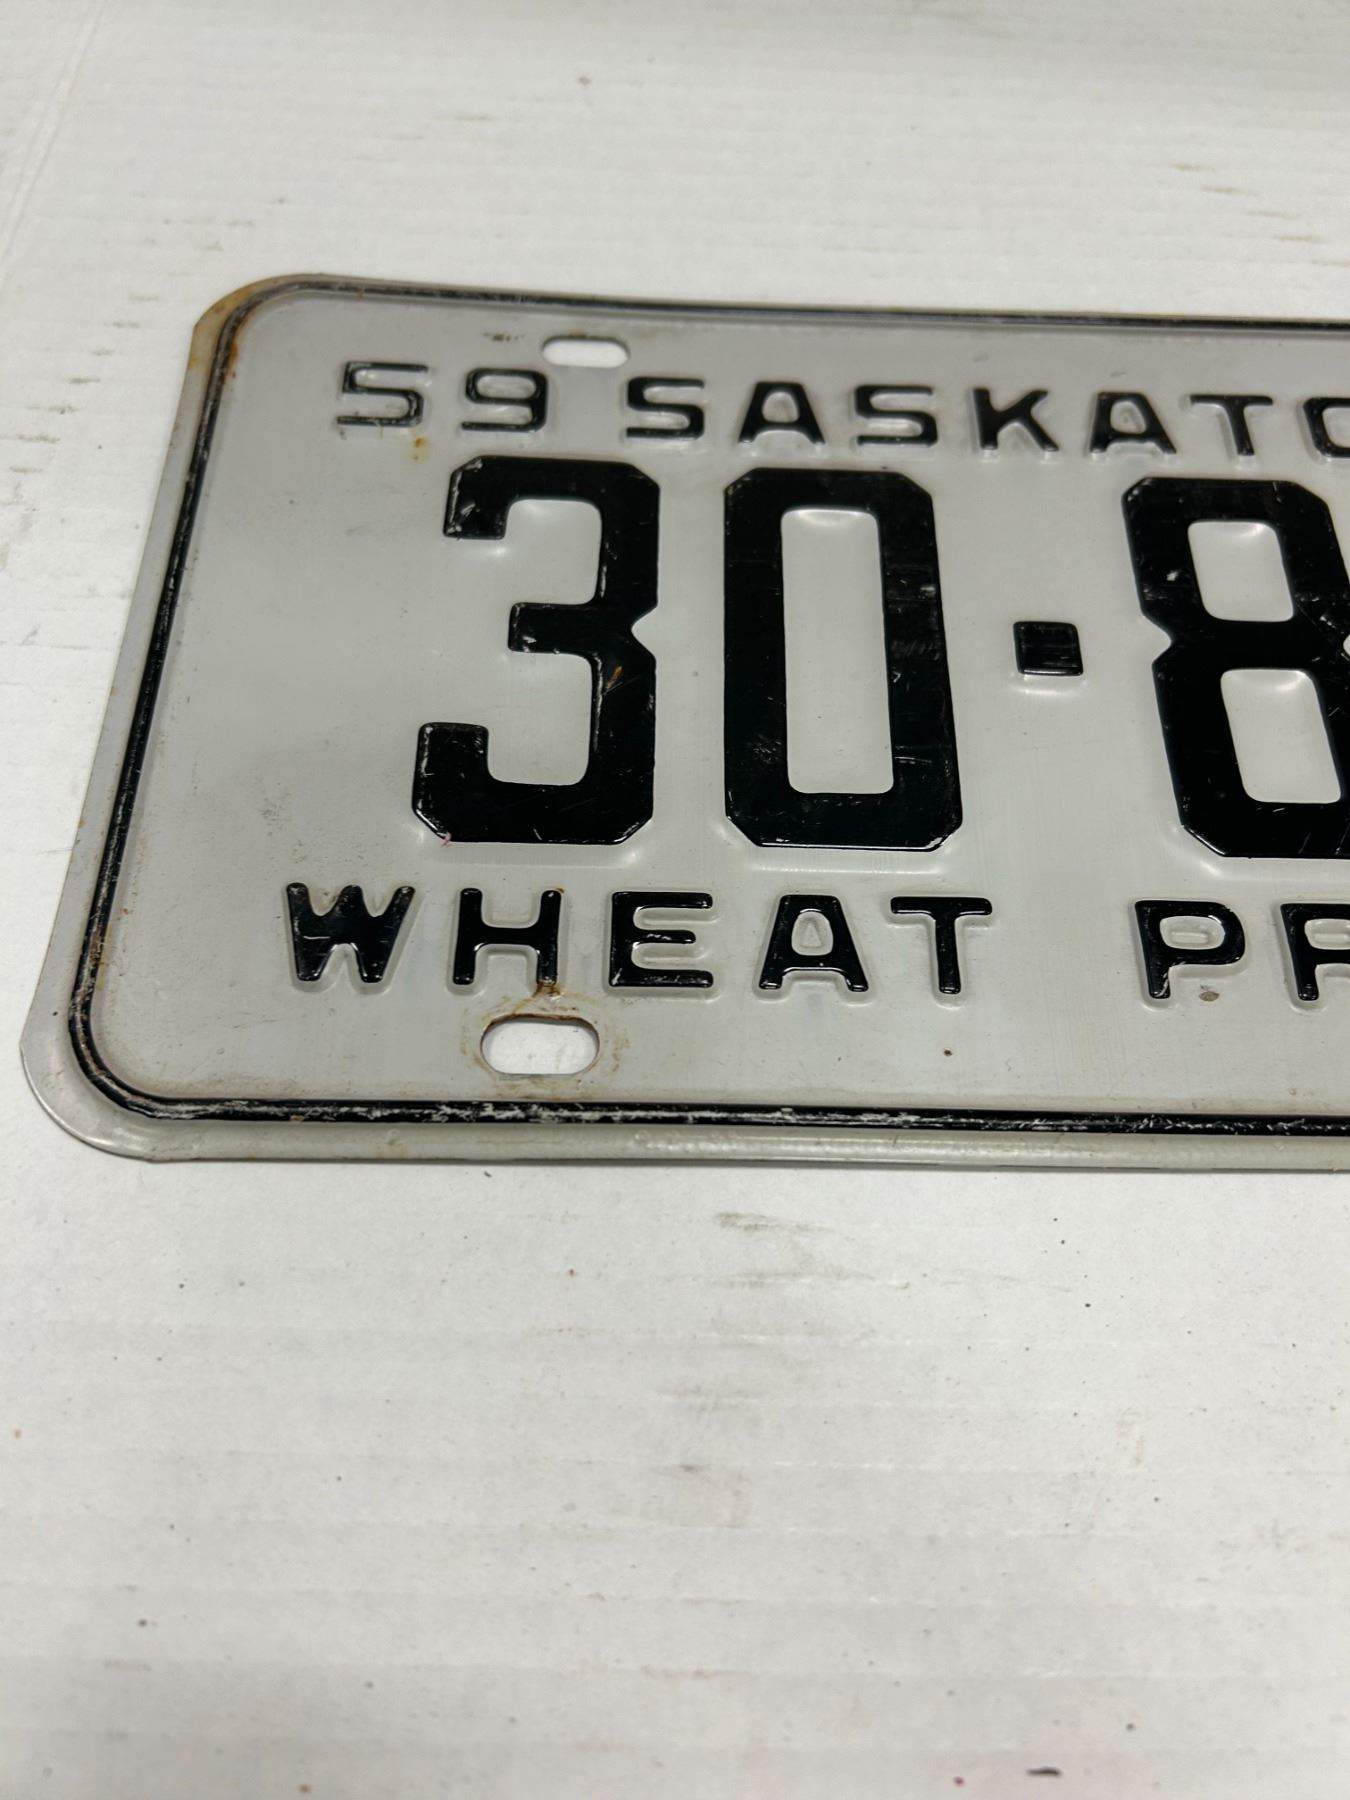 59 SASKATC
30·8
WHEAT PR